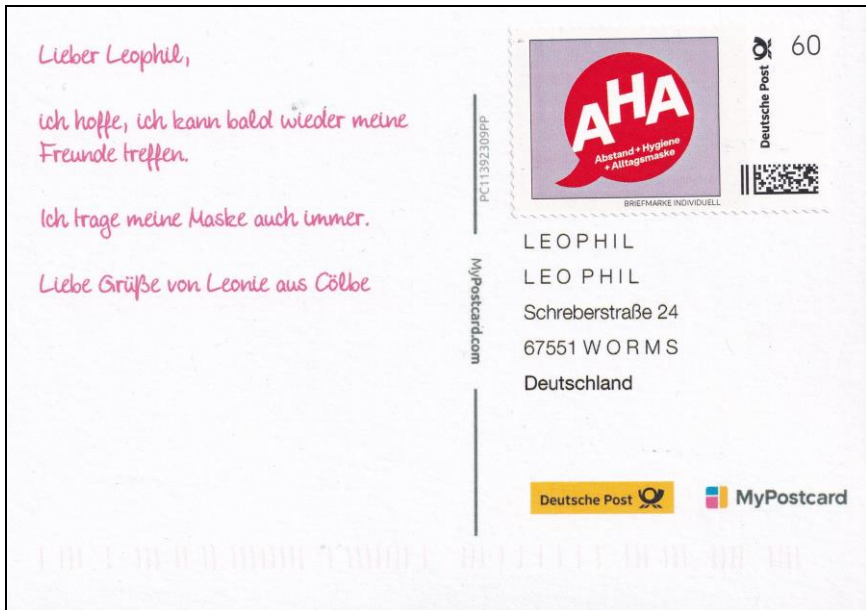 Lieber Leophil,
ich hoffe, ich kann bald wieder meine
Freunde treffen.
Ich trage meine Maske auch immer.
Liebe Grüße von Leonie aus Cölbe
PC11392309PP
MyPostcard.com
AHA
Abstand + Hygiene
+ Alltagsmaske
BRIEFMARKE INDIVIDUELL
Deutsche Post
60
LEOPHIL
LEO PHIL
Schreberstraße 24
67551 WORMS
Deutschland
Deutsche Post
MyPostcard